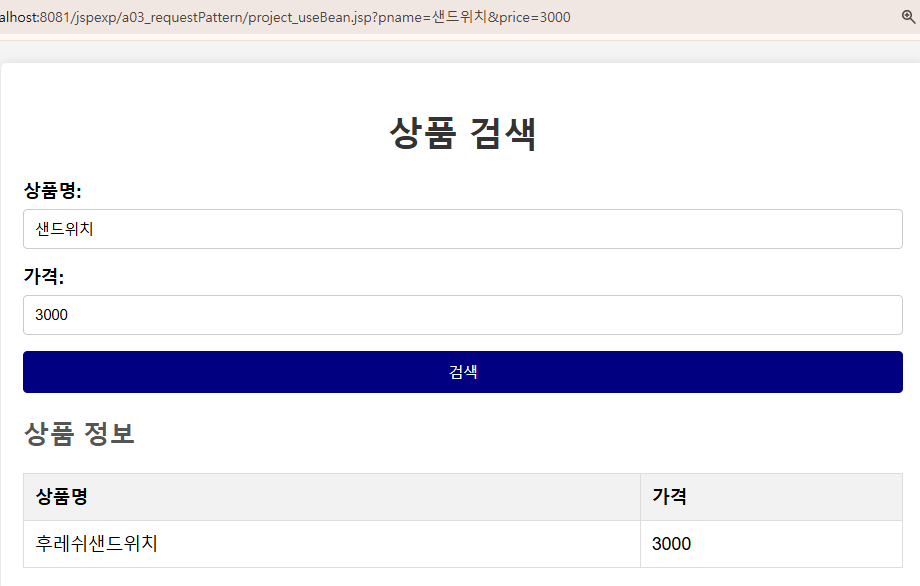 alhost:8081/jspexp/a03_requestPattern/project_useBean.jsp?pname=샌드위치&price=3000
상품 검색
상품명:
샌드위치
가격:
3000
검색
상품 정보
상품명 가격
후레쉬샌드위치 3000